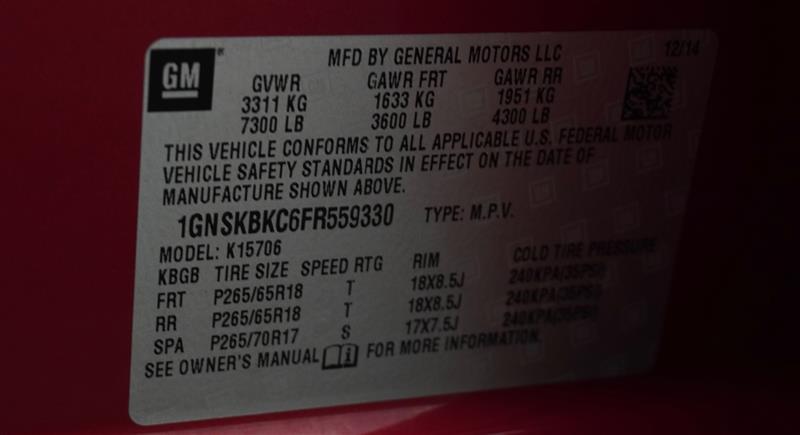 GM
MFD BY GENERAL MOTORS LLC 12/14
GVWR GAWR FRT GAWR RR
3311 KG 1633 KG 1951 KG
7300 LB 3600 LB 4300 LB
THIS VEHICLE CONFORMS TO ALL APPLICABLE U.S. FEDERAL MOTOR
VEHICLE SAFETY STANDARDS IN EFFECT ON THE DATE OF
MANUFACTURE SHOWN ABOVE.
1GNSKBKC6FR559330 TYPE: M.P.V.
MODEL: K15706
KBGB TIRE SIZE SPEED RTG RIM COLD TIRE PRESSURE
FRT P265/65R18 T 18X8.5J 240KPA(35PSI)
RR P265/65R18 T 18X8.5J 240KPA(35PSI)
SPA P265/70R17 S 17X7.5J 240KPA(35PSI)
SEE OWNER'S MANUAL FOR MORE INFORMATION.